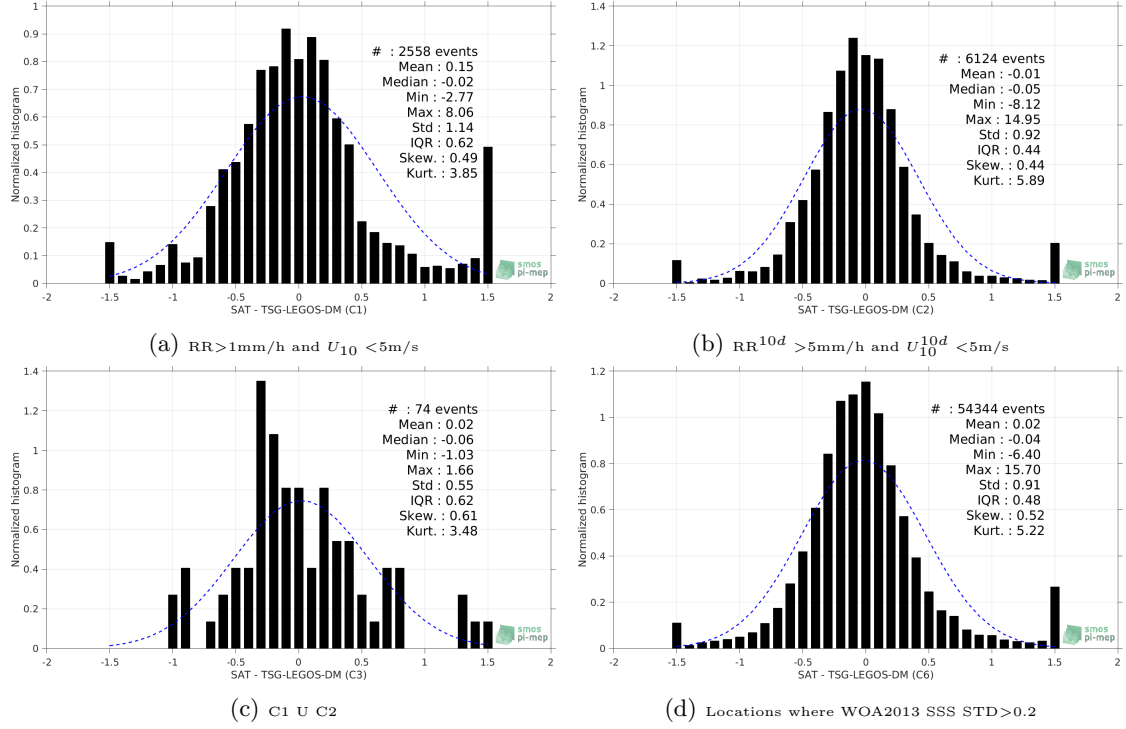 1
0.9
0.8
0.7
0.6
0.5
0.4
0.3
0.2
0.1
0
Normalized histogram
# : 2558 events
Mean : 0.15
Median : -0.02
Min : -2.77
Max : 8.06
Std : 1.14
IQR : 0.62
Skew. : 0.49
Kurt. : 3.85
smos
pi-mep
-2 -1.5 -1 -0.5 0 0.5 1 1.5 2
SAT - TSG-LEGOS-DM (C1)
(a) RR>1mm/h and U10 <5m/s
1.4
1.2
1
0.8
0.6
0.4
0.2
0
Normalized histogram
# : 6124 events
Mean : -0.01
Median : -0.05
Min : -8.12
Max : 14.95
Std : 0.92
IQR : 0.44
Skew. : 0.44
Kurt. : 5.89
smos
pi-mep
-2 -1.5 -1 -0.5 0 0.5 1 1.5 2
SAT - TSG-LEGOS-DM (C2)
(b) RR10d >5mm/h and U10d10 <5m/s
1.4
1.2
1
0.8
0.6
0.4
0.2
0
Normalized histogram
# : 74 events
Mean : 0.02
Median : -0.06
Min : -1.03
Max : 1.66
Std : 0.55
IQR : 0.62
Skew. : 0.61
Kurt. : 3.48
smos
pi-mep
-2 -1.5 -1 -0.5 0 0.5 1 1.5 2
SAT - TSG-LEGOS-DM (C3)
(c) C1 U C2
1.4
1.2
1
0.8
0.6
0.4
0.2
0
Normalized histogram
# : 54344 events
Mean : 0.02
Median : -0.04
Min : -6.40
Max : 15.70
Std : 0.91
IQR : 0.48
Skew. : 0.52
Kurt. : 5.22
smos
pi-mep
-2 -1.5 -1 -0.5 0 0.5 1 1.5 2
SAT - TSG-LEGOS-DM (C6)
(d) Locations where WOA2013 SSS STD>0.2